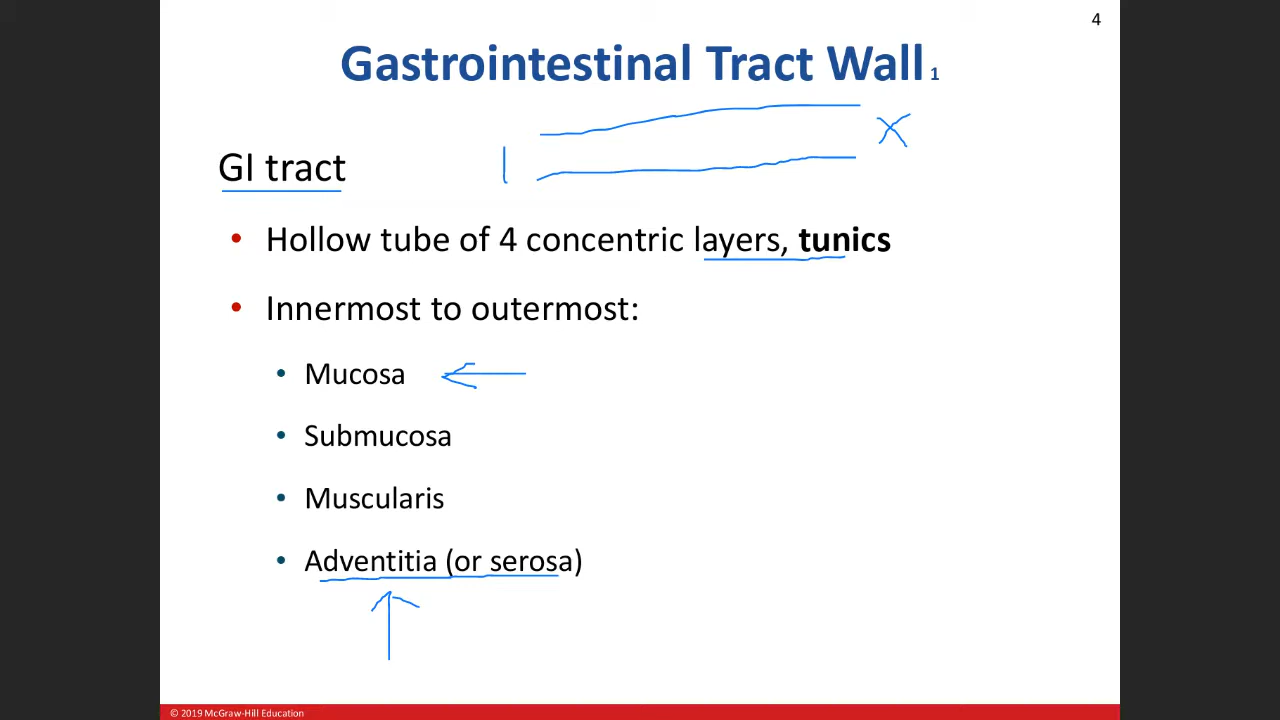 4
Gastrointestinal Tract Wall 1
x
GI tract
• Hollow tube of 4 concentric layers, tunics
• Innermost to outermost:
• Mucosa
• Submucosa
• Muscularis
• Adventitia (or serosa)
© 2019 McGraw-Hill Education